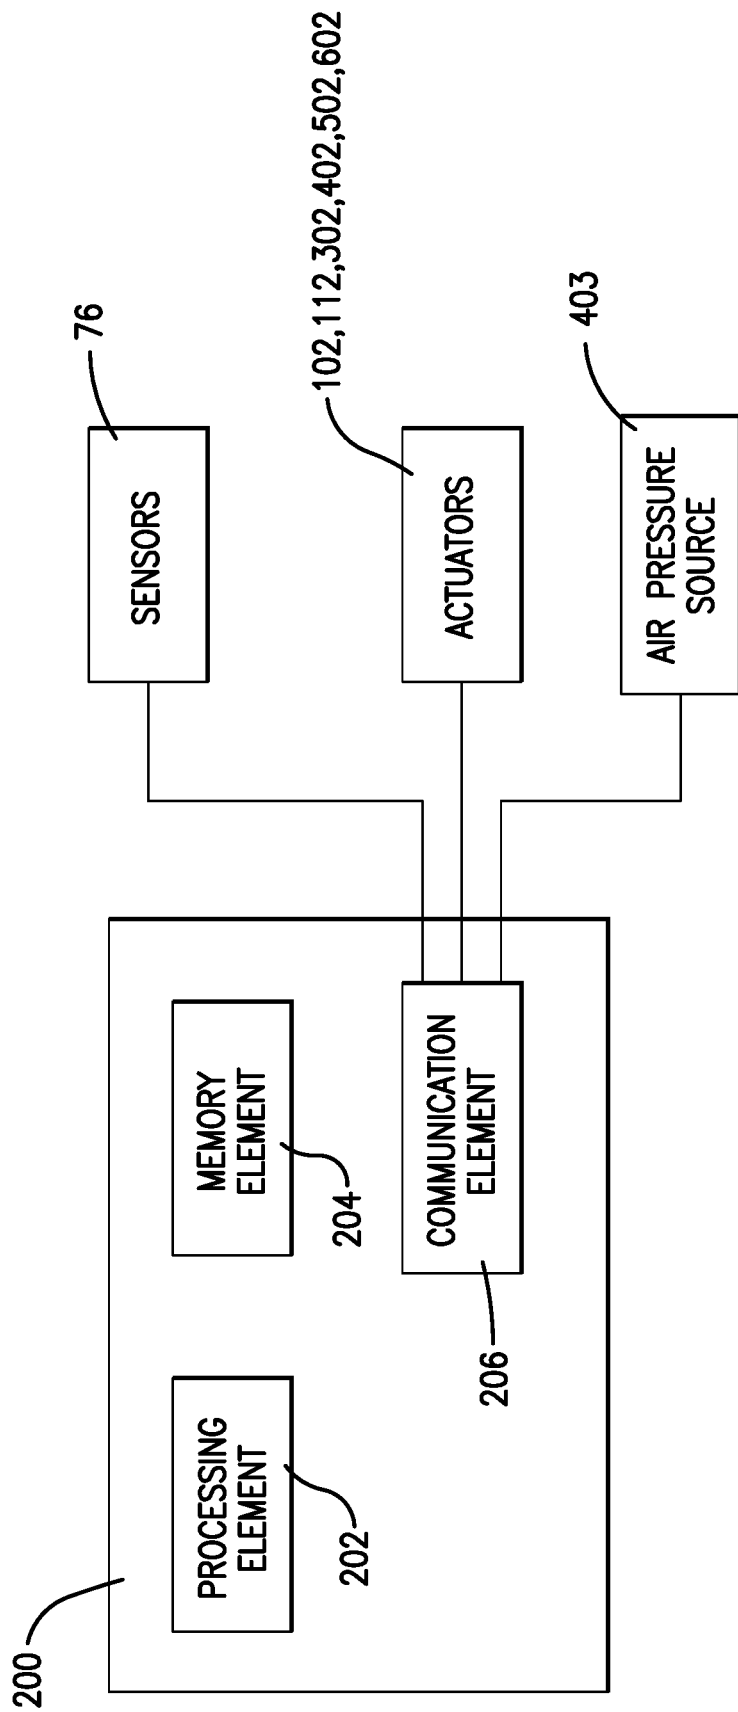 200
PROCESSING
ELEMENT
202
MEMORY
ELEMENT
204
COMMUNICATION
ELEMENT
206
SENSORS
76
ACTUATORS
102,112,302,402,502,602
AIR PRESSURE
SOURCE
403